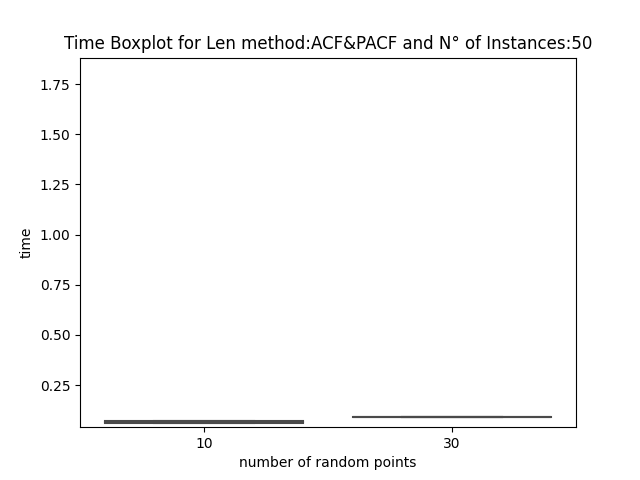 Time Boxplot for Len method:ACF&PACF and N° of Instances:50
1.75
1.50
1.25
1.00
0.75
0.50
0.25
time
10 30
number of random points